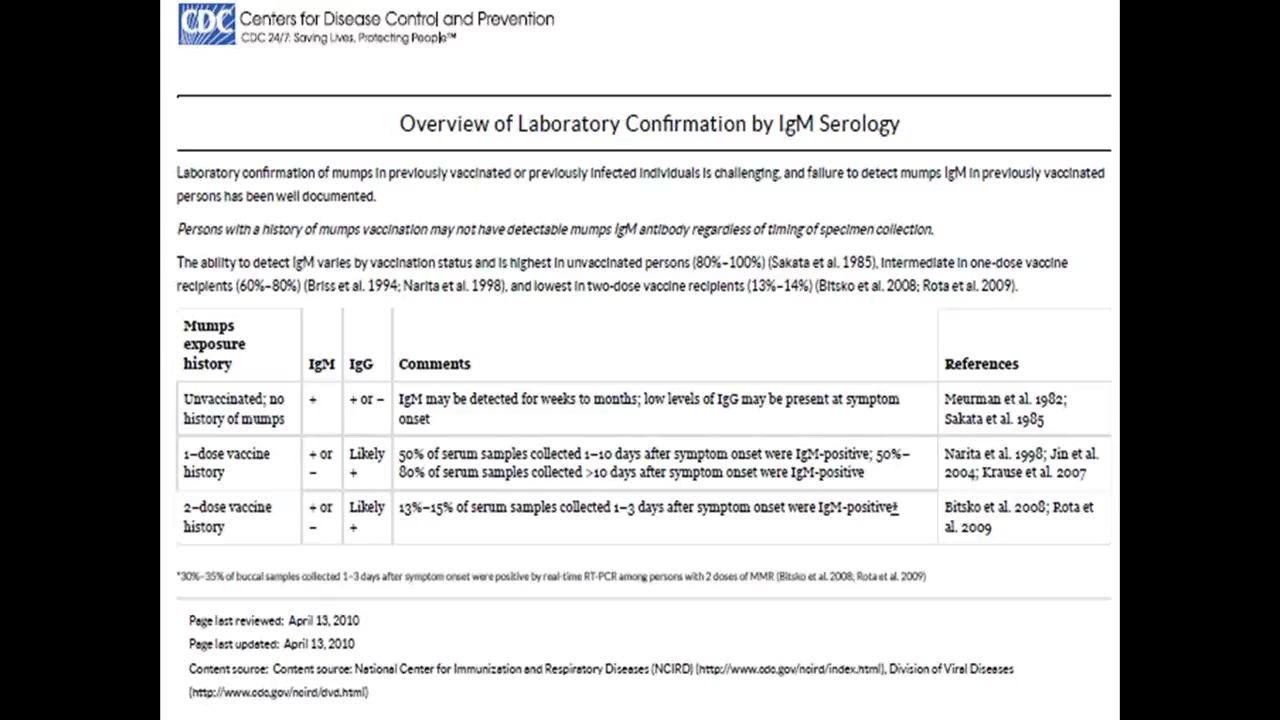 CDC Centers for Disease Control and Prevention
CDC 24/7: Saving Lives, Protecting People™
Overview of Laboratory Confirmation by IgM Serology
Laboratory confirmation of mumps in previously vaccinated or previously infected individuals is challenging, and failure to detect mumps IgM in previously vaccinated
persons has been well documented.
Persons with a history of mumps vaccination may not have detectable mumps IgM antibody regardless of timing of specimen collection.
The ability to detect IgM varies by vaccination status and is highest in unvaccinated persons (80%–100%) (Sakata et al. 1985), intermediate in one-dose vaccine
recipients (60%–80%) (Briss et al. 1994; Narita et al. 1998), and lowest in two-dose vaccine recipients (13%–14%) (Bitsko et al. 2008; Rota et al. 2009).
Mumps
exposure
history
IgM
IgG
Comments
References
Unvaccinated; no
history of mumps
+
+ or –
IgM may be detected for weeks to months; low levels of IgG may be present at symptom
onset
Meurman et al. 1982;
Sakata et al. 1985
1–dose vaccine
history
+ or
–
Likely
+
50% of serum samples collected 1–10 days after symptom onset were IgM-positive; 50%–
80% of serum samples collected >10 days after symptom onset were IgM-positive
Narita et al. 1998; Jin et al.
2004; Krause et al. 2007
2–dose vaccine
history
+ or
–
Likely
+
13%–15% of serum samples collected 1–3 days after symptom onset were IgM-positive‡
Bitsko et al. 2008; Rota et
al. 2009
*30%–35% of buccal samples collected 1–3 days after symptom onset were positive by real-time RT-PCR among persons with 2 doses of MMR (Bitsko et al. 2008; Rota et al. 2009)
Page last reviewed: April 13, 2010
Page last updated: April 13, 2010
Content source: Content source: National Center for Immunization and Respiratory Diseases (NCIRD) (http://www.cdc.gov/ncird/index.html), Division of Viral Diseases
(http://www.cdc.gov/ncird/dvd.html)